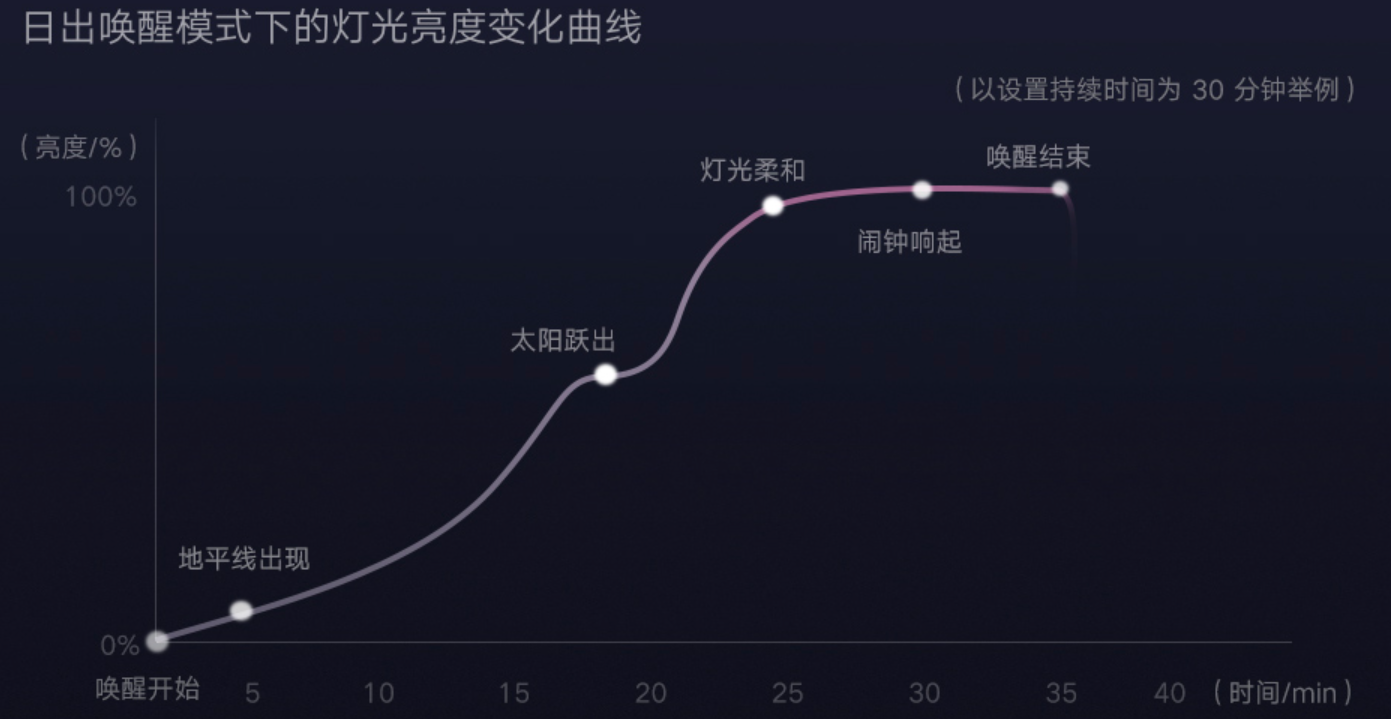 日出唤醒模式下的灯光亮度变化曲线
（以设置持续时间为 30 分钟举例）
（亮度/%）
100%
唤醒结束
灯光柔和
闹钟响起
太阳跃出
地平线出现
0%
唤醒开始 5 10 15 20 25 30 35 40 （时间/min）